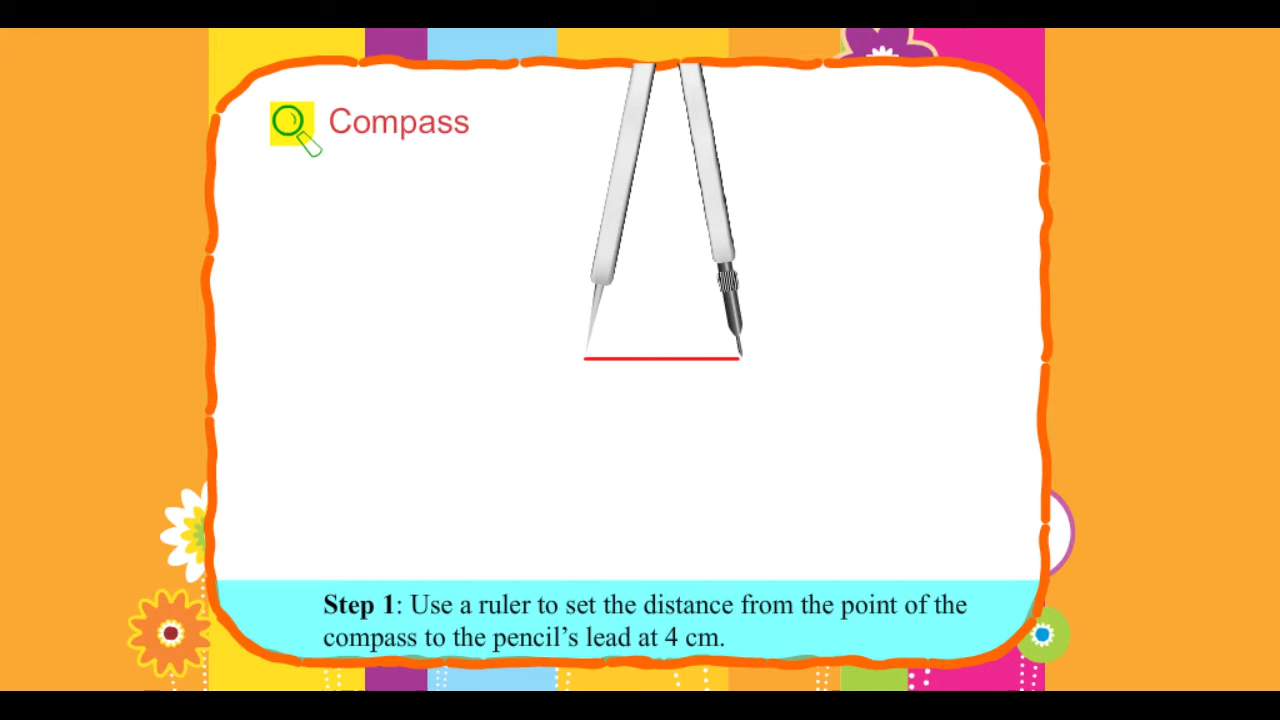 Compass
Step 1: Use a ruler to set the distance from the point of the
compass to the pencil’s lead at 4 cm.